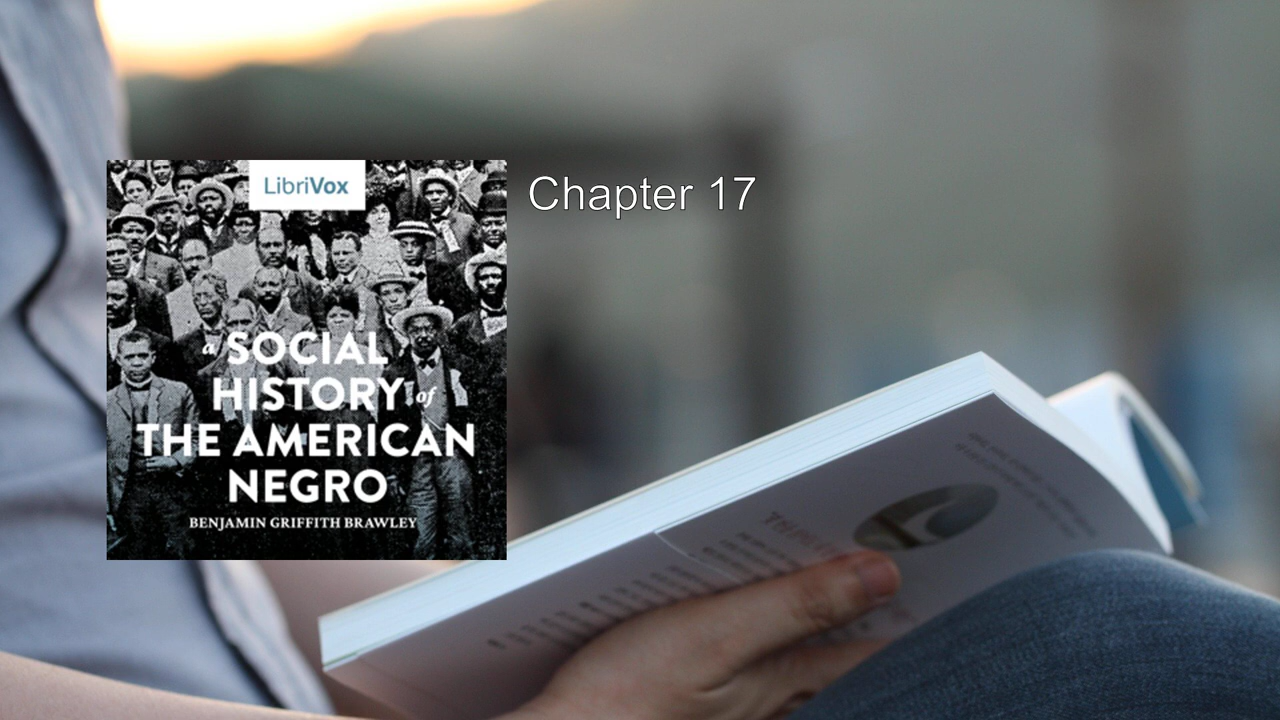 LibriVox
Chapter 17
a SOCIAL
HISTORY of
THE AMERICAN
NEGRO
BENJAMIN GRIFFITH BRAWLEY